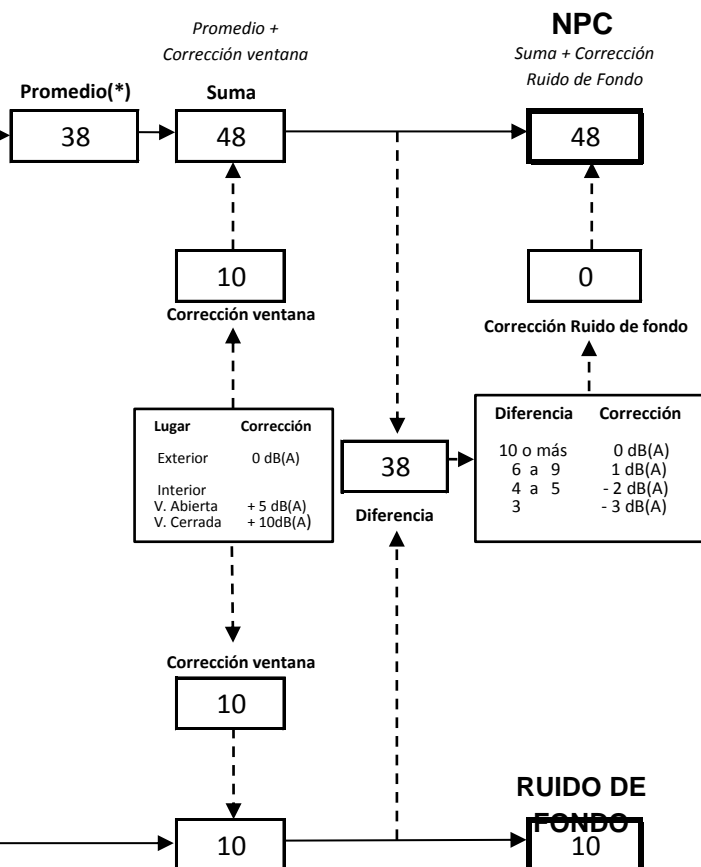 Promedio +
Corrección ventana
NPC
Suma + Corrección
Ruido de Fondo
Promedio(*)
Suma
38
48
48
10
0
Corrección ventana
Corrección Ruido de fondo
Lugar Corrección
Exterior 0 dB(A)
Interior
V. Abierta + 5 dB(A)
V. Cerrada + 10dB(A)
38
Diferencia
Diferencia Corrección
10 o más 0 dB(A)
6 a 9 1 dB(A)
4 a 5 - 2 dB(A)
3 - 3 dB(A)
Corrección ventana
10
10
RUIDO DE
FONDO
10